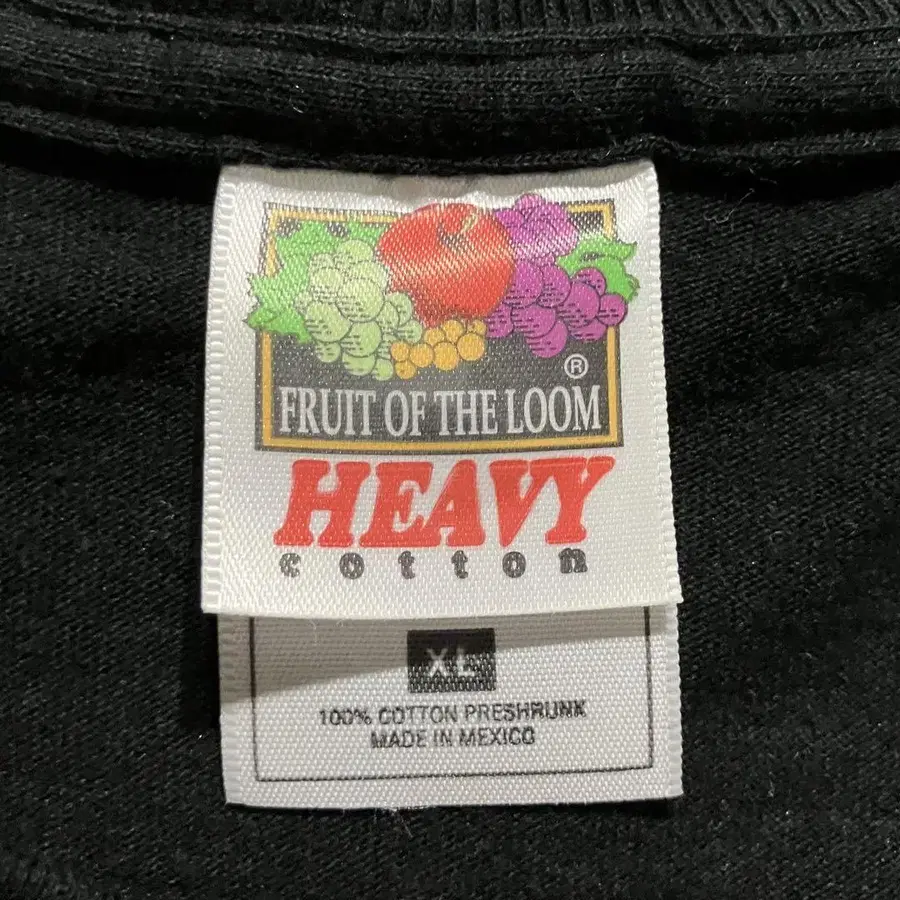 ®
FRUIT OF THE LOOM
HEAVY
cotton
XL
100% COTTON PRESHRUNK
MADE IN MEXICO